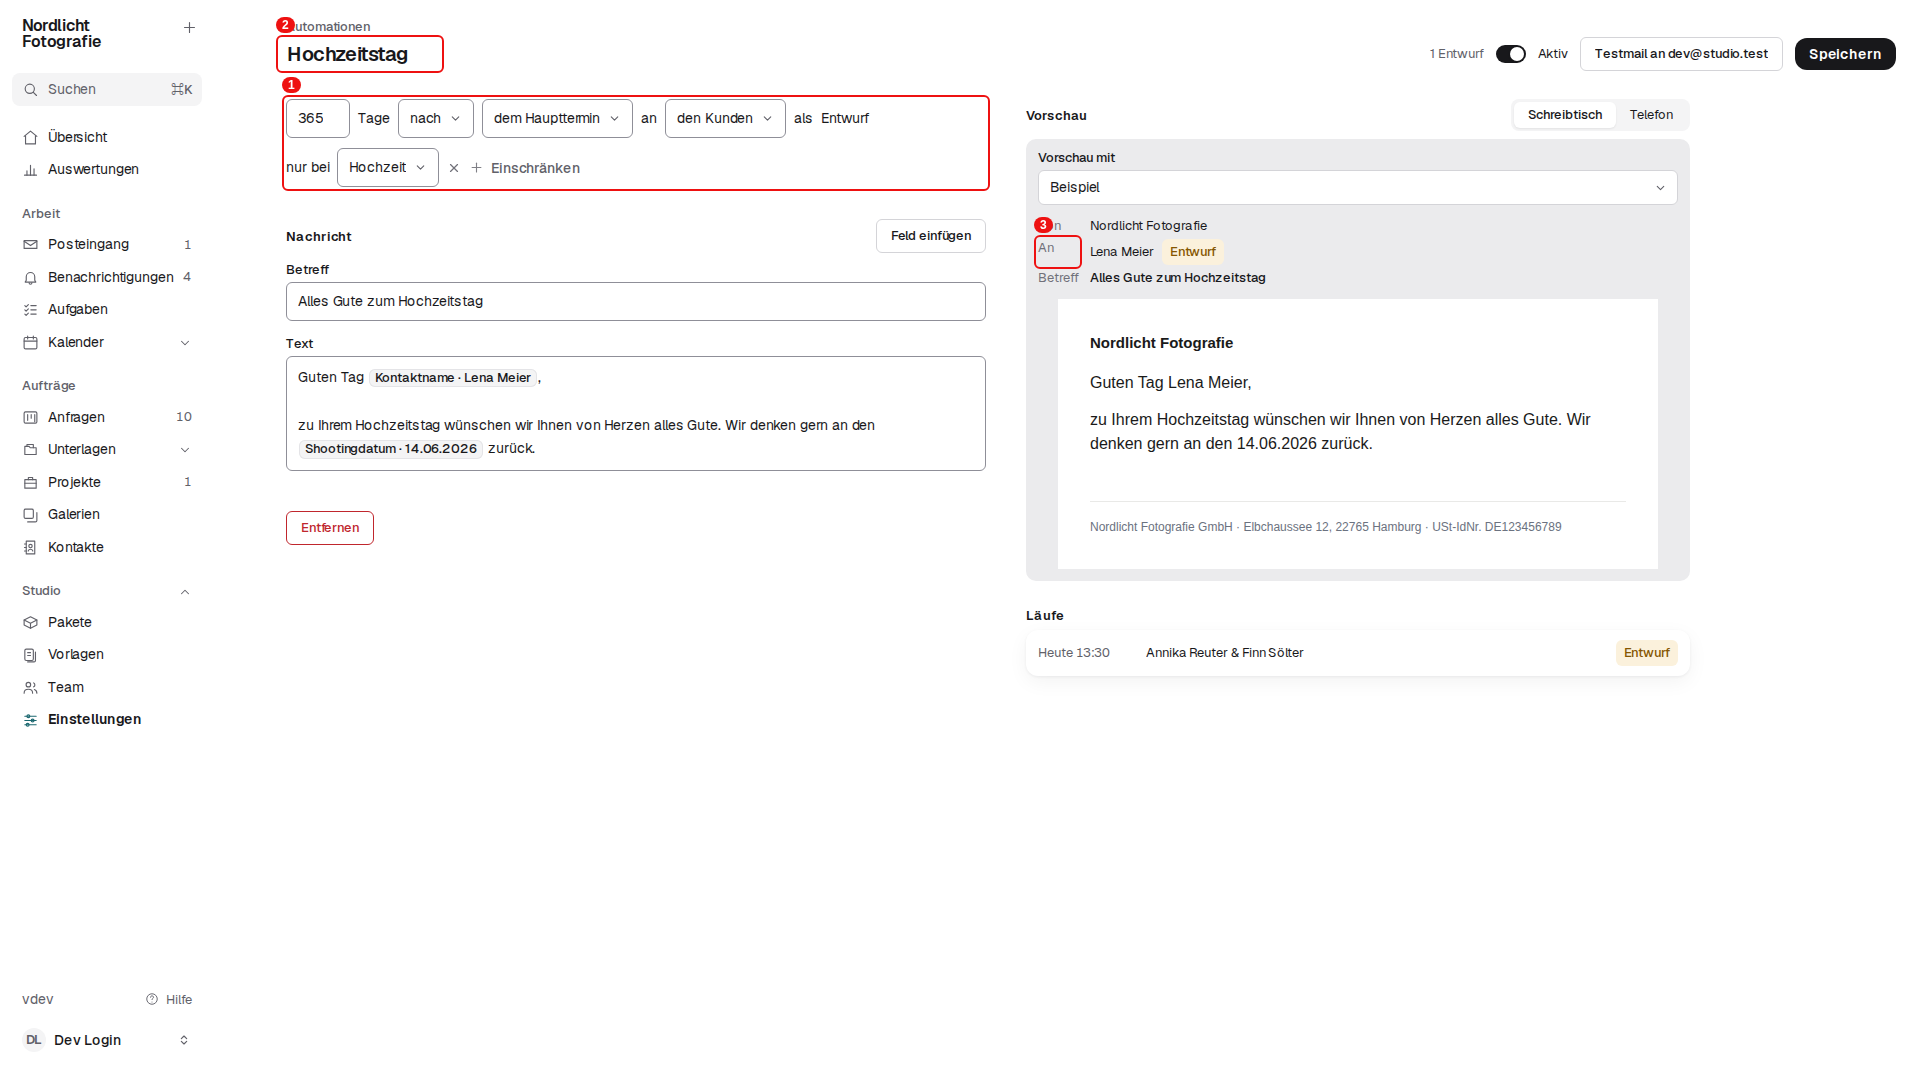 Nordlicht
Fotografie
Suchen
⌘K
Übersicht
Auswertungen
Arbeit
Posteingang 1
Benachrichtigungen 4
Aufgaben
Kalender
Aufträge
Anfragen 10
Unterlagen
Projekte 1
Galerien
Kontakte
Studio
Pakete
Vorlagen
Team
Einstellungen
vdev
Hilfe
DL Dev Login
2 utomationen
Hochzeitstag
1 Entwurf Aktiv Testmail an dev@studio.test Speichern
1
365 Tage nach dem Haupttermin an den Kunden als Entwurf
nur bei Hochzeit × + Einschränken
Nachricht Feld einfügen
Betreff
Alles Gute zum Hochzeitstag
Text
Guten Tag Kontaktname · Lena Meier,
zu Ihrem Hochzeitstag wünschen wir Ihnen von Herzen alles Gute. Wir denken gern an den
Shootingdatum · 14.06.2026 zurück.
Entfernen
Vorschau Schreibtisch Telefon
Vorschau mit
Beispiel
3 n Nordlicht Fotografie
An Lena Meier Entwurf
Betreff Alles Gute zum Hochzeitstag
Nordlicht Fotografie
Guten Tag Lena Meier,
zu Ihrem Hochzeitstag wünschen wir Ihnen von Herzen alles Gute. Wir
denken gern an den 14.06.2026 zurück.
Nordlicht Fotografie GmbH · Elbchaussee 12, 22765 Hamburg · USt-IdNr. DE123456789
Läufe
Heute 13:30 Annika Reuter & Finn Sölter Entwurf